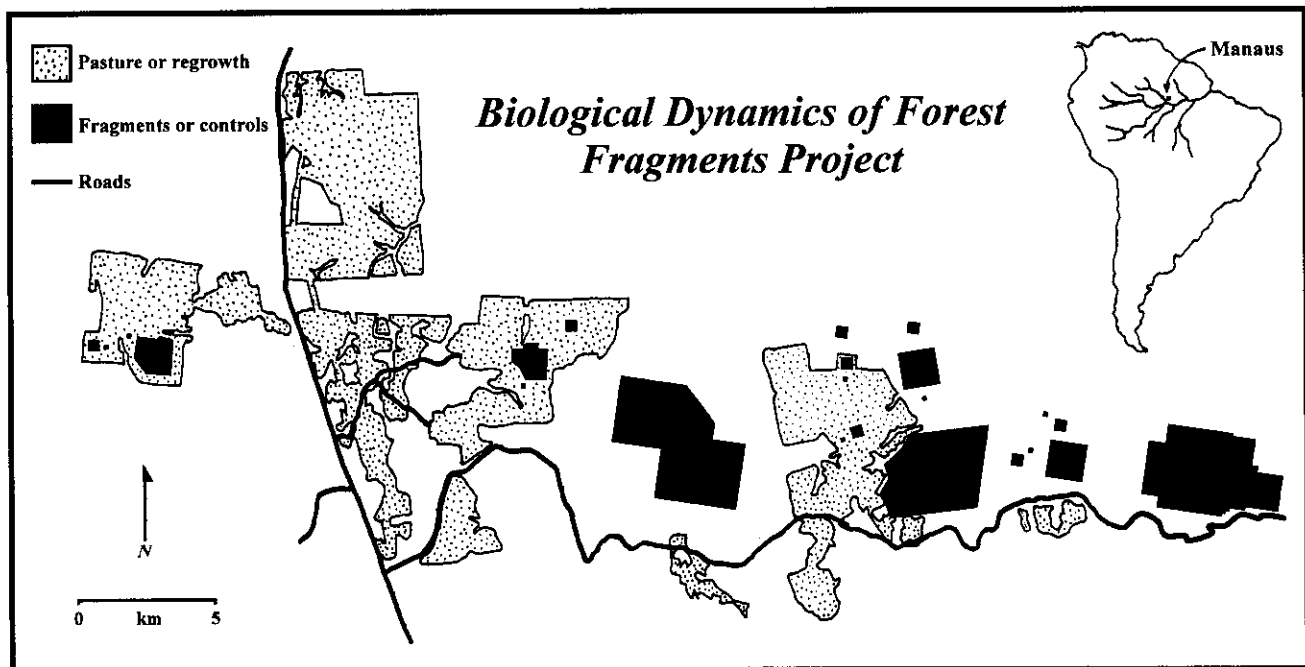 Pasture or regrowth
Fragments or controls
Roads
Biological Dynamics of Forest
Fragments Project
Manaus
N
0 km 5